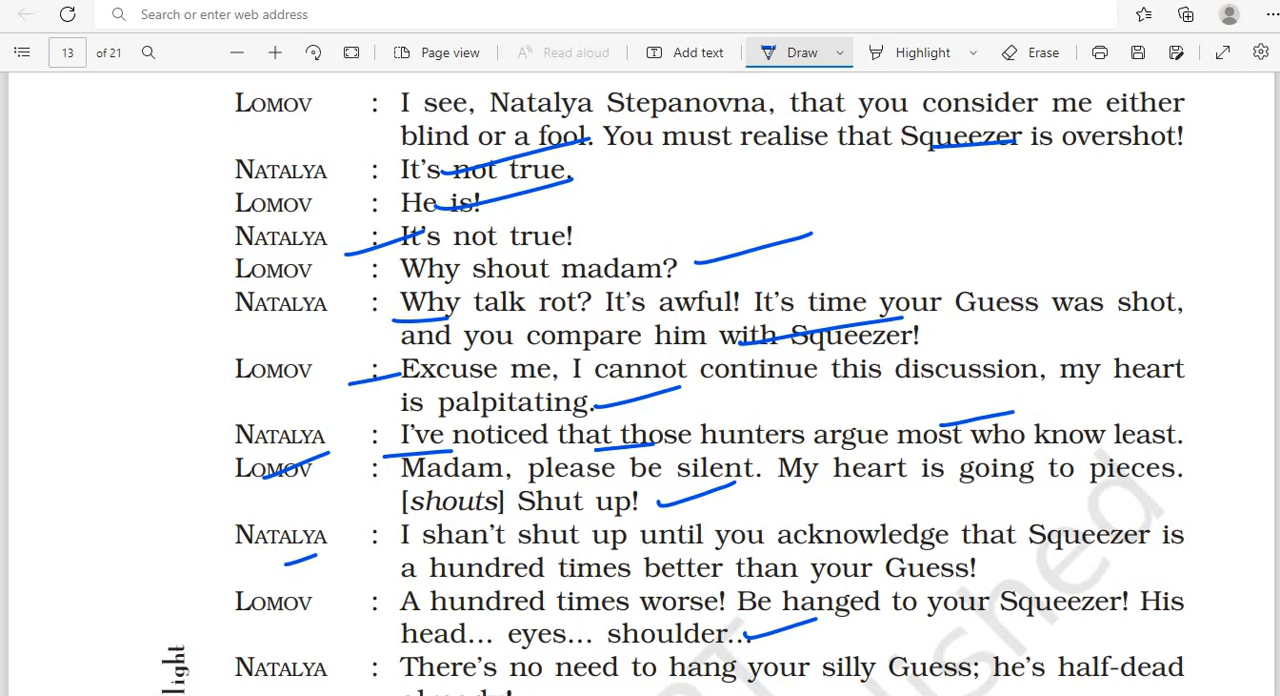 Search or enter web address
13 of 21 Page view Read aloud Add text Draw Highlight Erase
LOMOV : I see, Natalya Stepanovna, that you consider me either
blind or a fool. You must realise that Squeezer is overshot!
NATALYA : It's not true.
LOMOV : He is!
NATALYA : It's not true!
LOMOV : Why shout madam?
NATALYA : Why talk rot? It's awful! It's time your Guess was shot,
and you compare him with Squeezer!
LOMOV : Excuse me, I cannot continue this discussion, my heart
is palpitating.
NATALYA : I've noticed that those hunters argue most who know least.
LOMOV : Madam, please be silent. My heart is going to pieces.
[shouts] Shut up!
NATALYA : I shan't shut up until you acknowledge that Squeezer is
a hundred times better than your Guess!
LOMOV : A hundred times worse! Be hanged to your Squeezer! His
head... eyes... shoulder...
NATALYA : There's no need to hang your silly Guess; he's half-dead
already!
light